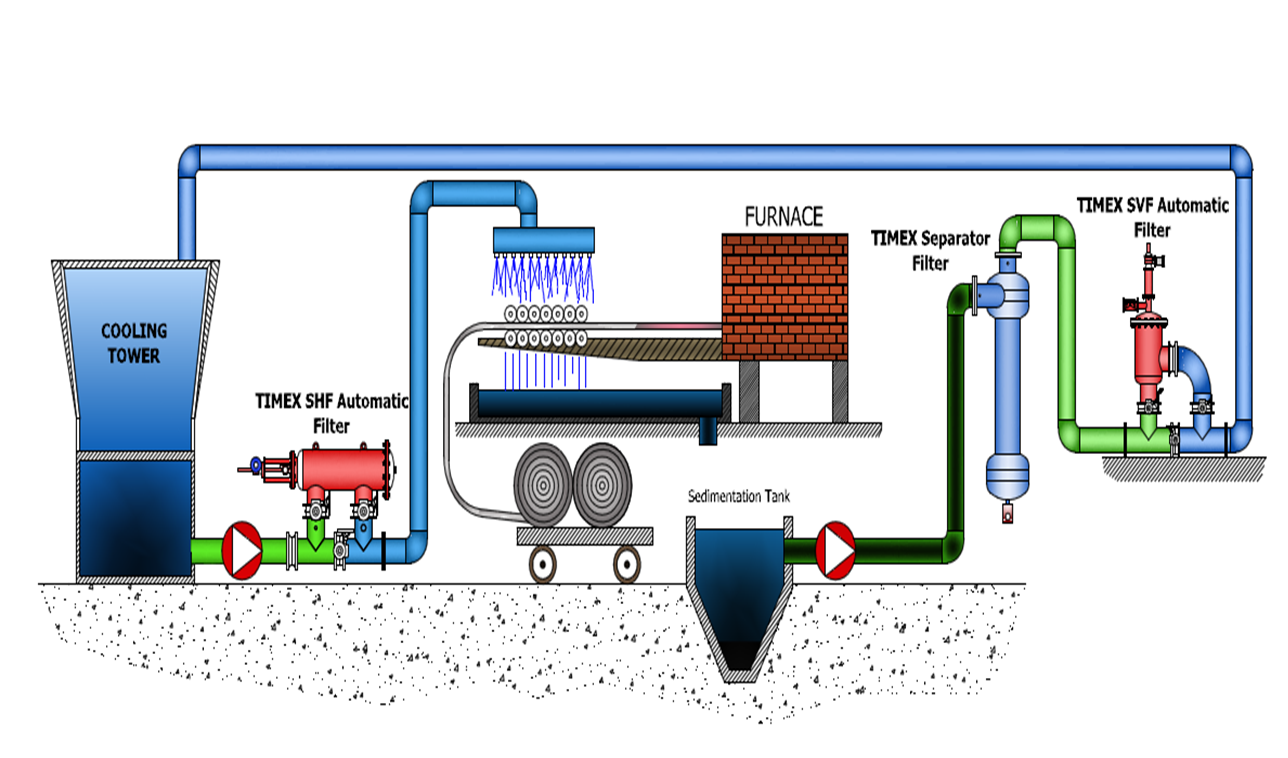 FURNACE
TIMEX SVF Automatic
Filter
TIMEX Separator
Filter
COOLING
TOWER
TIMEX SHF Automatic
Filter
Sedimentation Tank